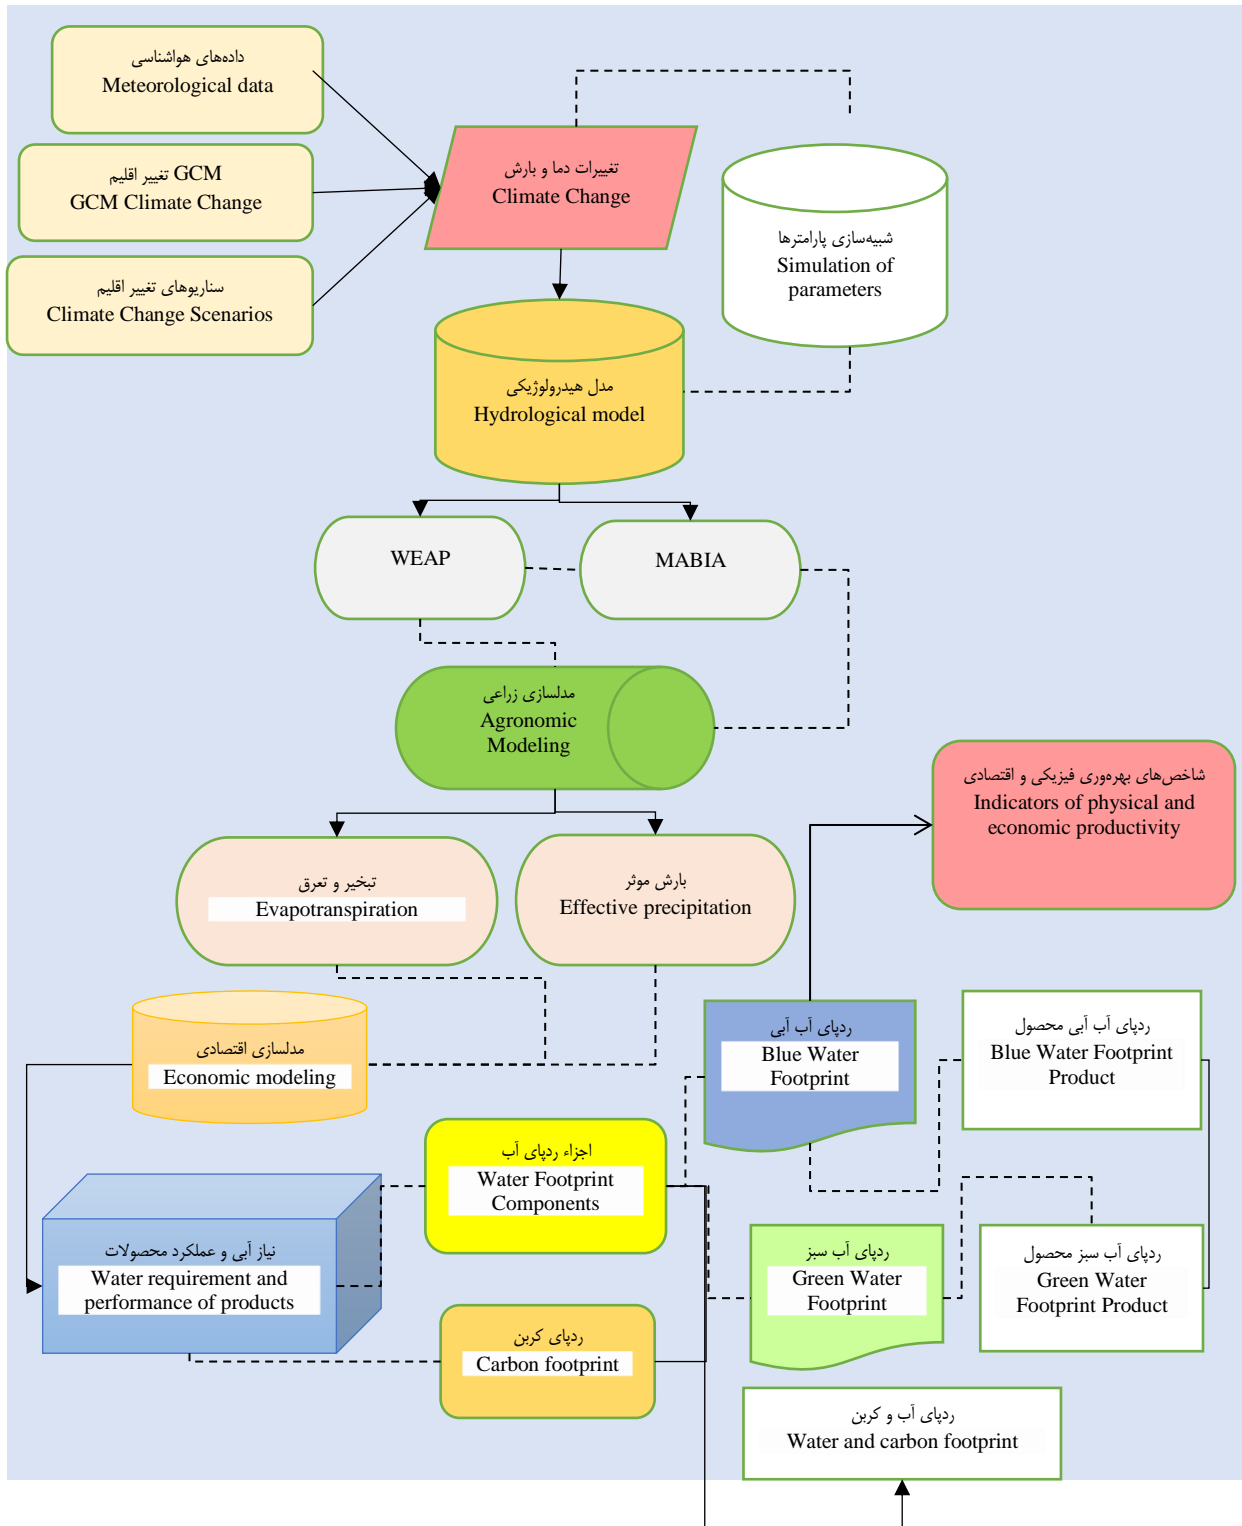 داده‌های هواشناسی
Meteorological data
GCM تغییر اقلیم
GCM Climate Change
سناریوهای تغییر اقلیم
Climate Change Scenarios
تغییرات دما و بارش
Climate Change
شبیه‌سازی پارامترها
Simulation of
parameters
مدل هیدرولوژیکی
Hydrological model
WEAP
MABIA
مدلسازی زراعی
Agronomic
Modeling
شاخص‌های بهره‌وری فیزیکی و اقتصادی
Indicators of physical and
economic productivity
تبخیر و تعرق
Evapotranspiration
بارش موثر
Effective precipitation
مدلسازی اقتصادی
Economic modeling
ردپای آب آبی
Blue Water
Footprint
ردپای آب آبی محصول
Blue Water Footprint
Product
اجزاء ردپای آب
Water Footprint
Components
نیاز آبی و عملکرد محصولات
Water requirement and
performance of products
ردپای آب سبز
Green Water
Footprint
ردپای آب سبز محصول
Green Water
Footprint Product
ردپای کربن
Carbon footprint
ردپای آب و کربن
Water and carbon footprint